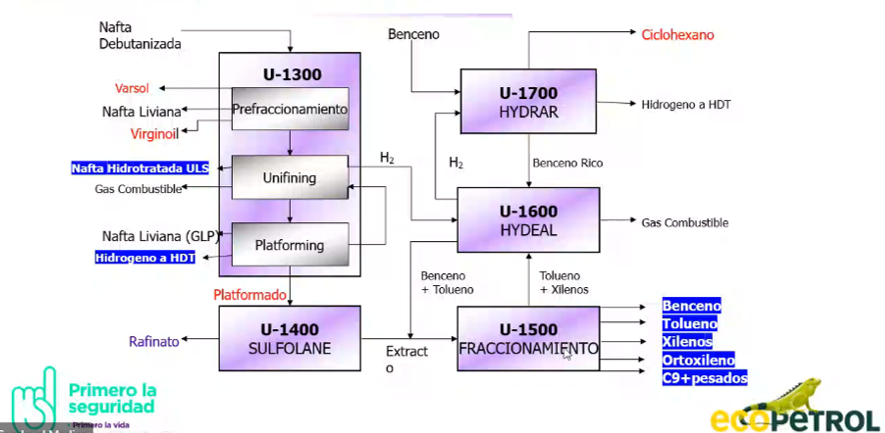 Nafta
Debutanizada
Benceno
Ciclohexano
U-1300
Varsol
Prefraccionamiento
Nafta Liviana
Virginoil
U-1700
HYDRAR
Hidrogeno a HDT
H2
H2
Benceno Rico
Nafta Hidrotratada ULS
Unifining
Gas Combustible
U-1600
HYDEAL
Gas Combustible
Nafta Liviana (GLP)
Platforming
Hidrogeno a HDT
Benceno
+ Tolueno
Tolueno
+ Xilenos
Platformado
U-1400
SULFOLANE
Rafinato
Extract
o
U-1500
FRACCIONAMIENTO
Benceno
Tolueno
Xilenos
Ortoxileno
C9+pesados
Primero la
seguridad
Primero la vida
ecoPETROL